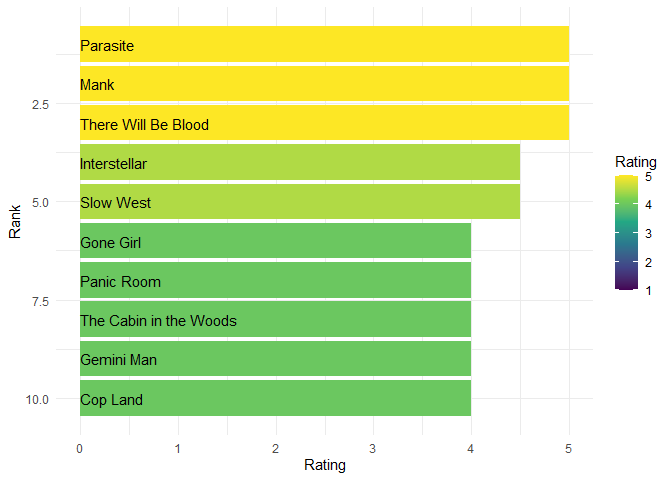 Parasite
Mank
There Will Be Blood
Interstellar
Slow West
Gone Girl
Panic Room
The Cabin in the Woods
Gemini Man
Cop Land
2.5
5.0
7.5
10.0
Rank
0 1 2 3 4 5
Rating
Rating
5
4
3
2
1